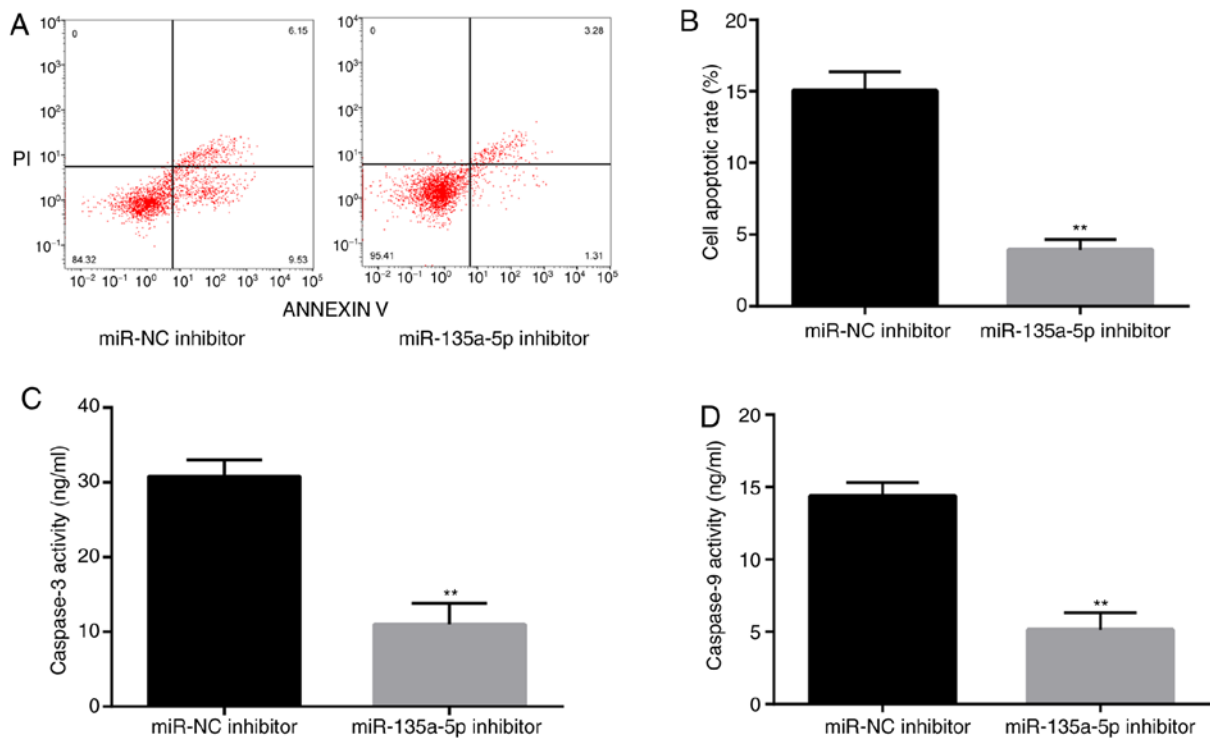 A
PI
10⁴
10³
10²
10¹
10⁰
10⁻¹
0
6.15
84.32
9.53
10⁻² 10⁻¹ 10⁰ 10¹ 10² 10³ 10⁴ 10⁵
10⁴
10³
10²
10¹
10⁰
10⁻¹
0
3.28
95.41
1.31
10⁻² 10⁻¹ 10⁰ 10¹ 10² 10³ 10⁴ 10⁵
ANNEXIN V
miR-NC inhibitor
miR-135a-5p inhibitor
B
Cell apoptotic rate (%)
20
15
10
5
0
**
miR-NC inhibitor
miR-135a-5p inhibitor
C
Caspase-3 activity (ng/ml)
40
30
20
10
0
**
miR-NC inhibitor
miR-135a-5p inhibitor
D
Caspase-9 activity (ng/ml)
20
15
10
5
0
**
miR-NC inhibitor
miR-135a-5p inhibitor